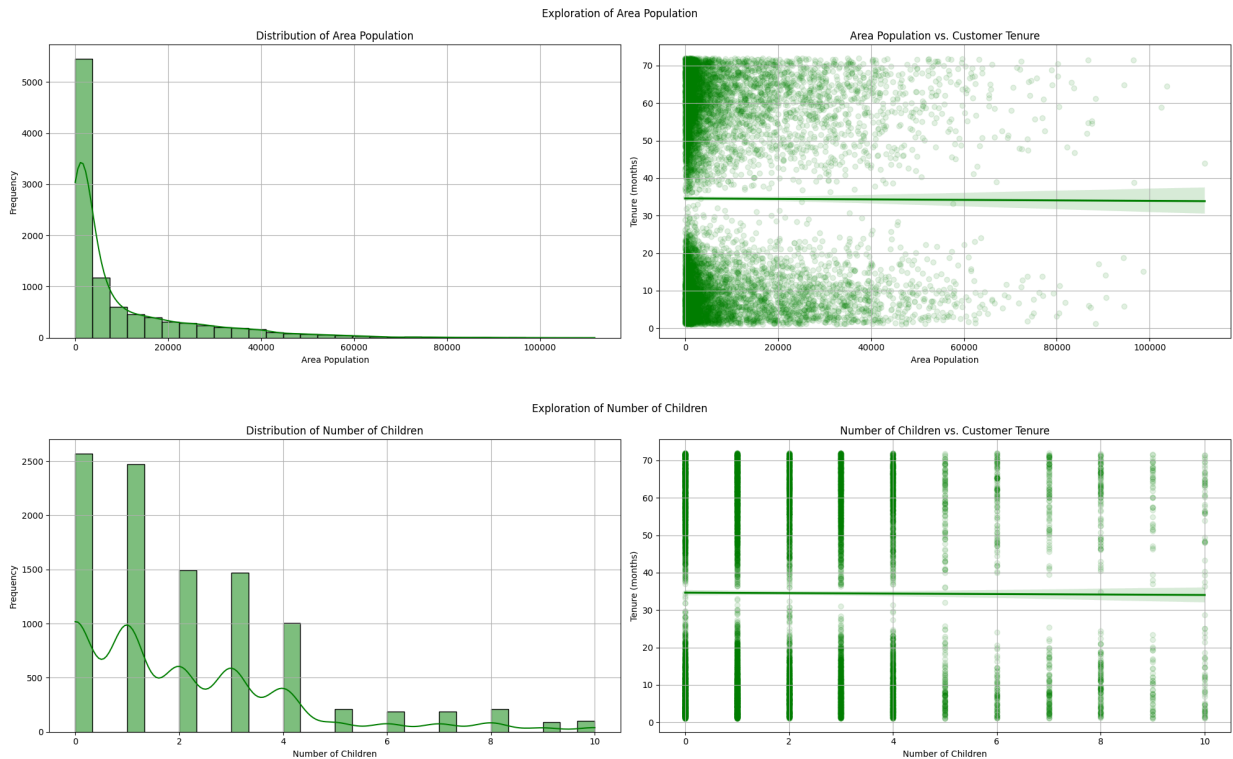 Exploration of Area Population
Distribution of Area Population
Frequency
5000
4000
3000
2000
1000
0
0 20000 40000 60000 80000 100000
Area Population
Area Population vs. Customer Tenure
Tenure (months)
70
60
50
40
30
20
10
0
0 20000 40000 60000 80000 100000
Area Population
Exploration of Number of Children
Distribution of Number of Children
Frequency
2500
2000
1500
1000
500
0
0 2 4 6 8 10
Number of Children
Number of Children vs. Customer Tenure
Tenure (months)
70
60
50
40
30
20
10
0
0 2 4 6 8 10
Number of Children